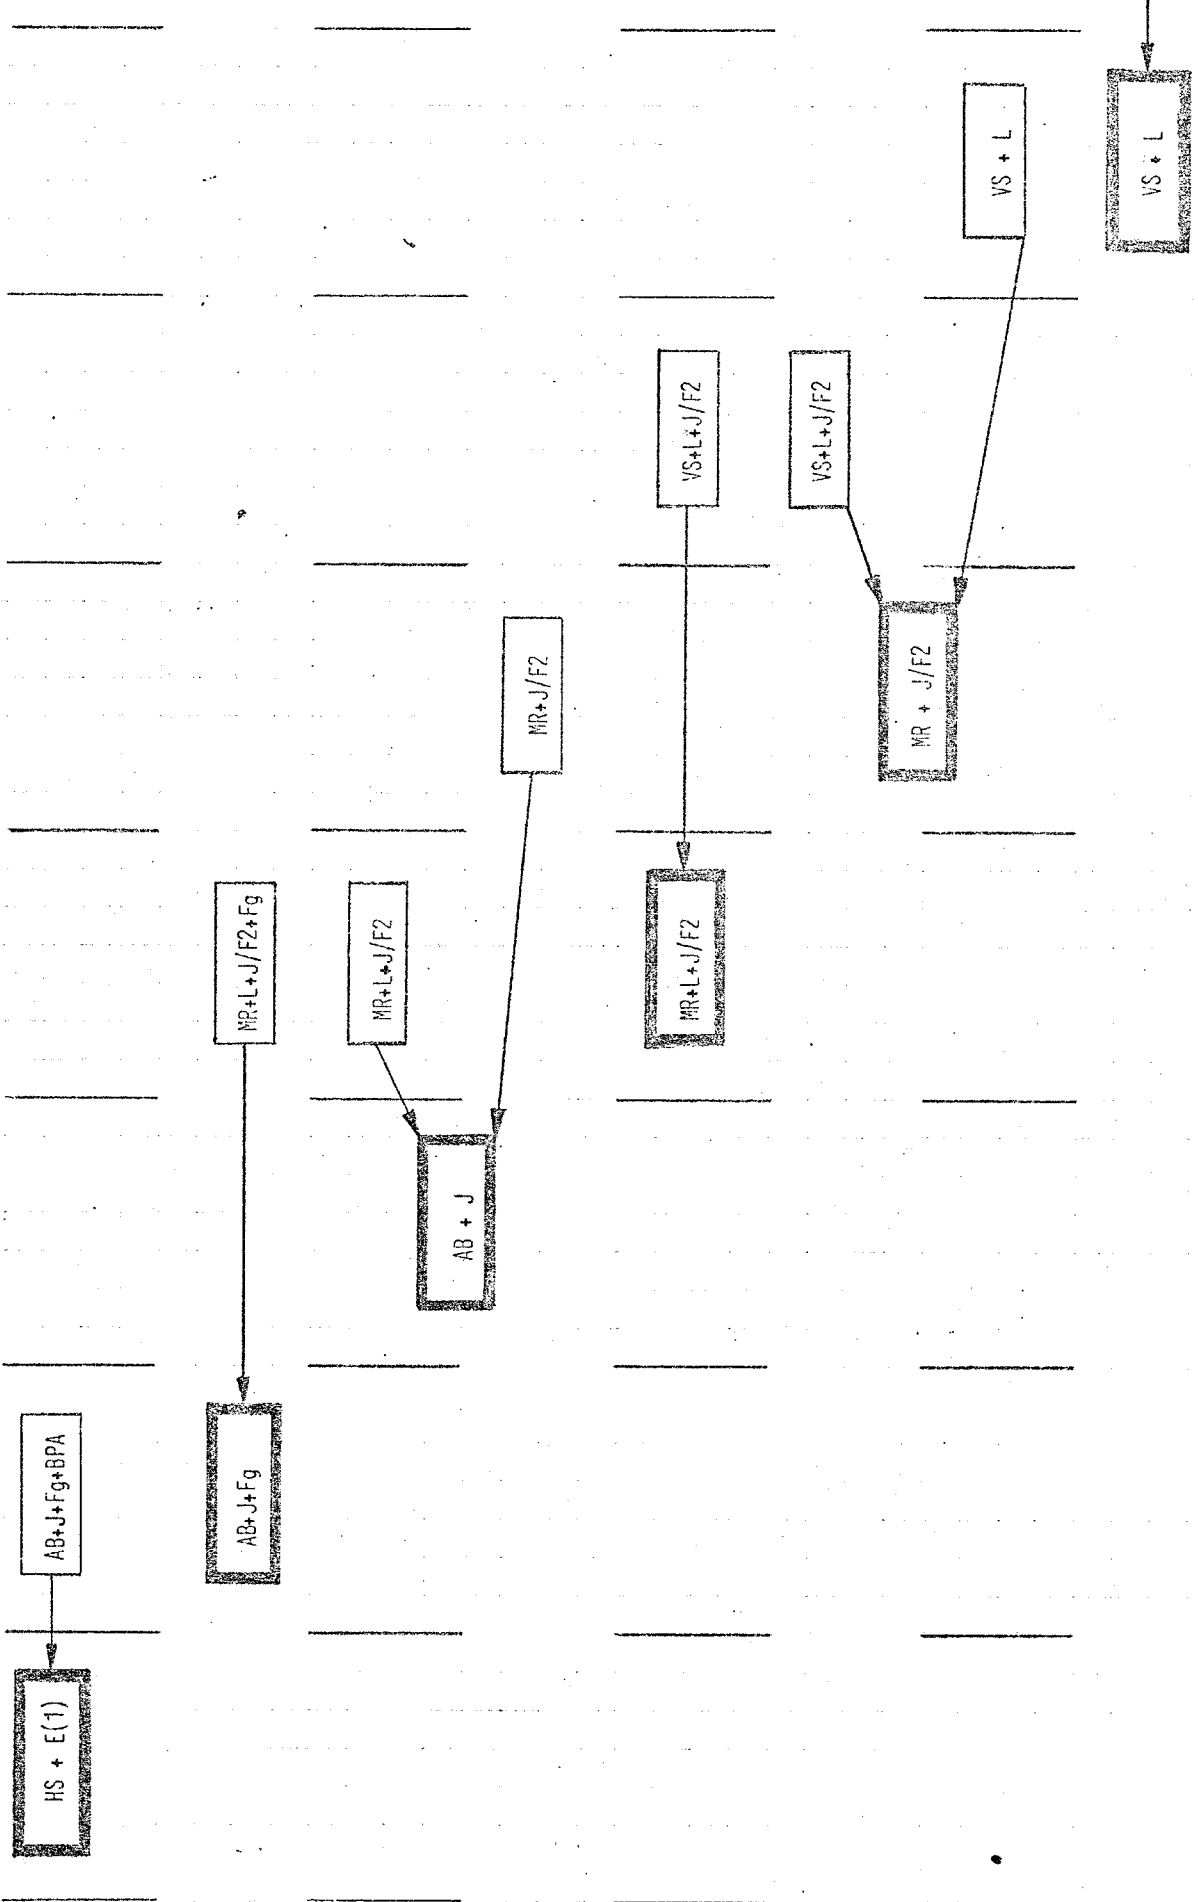 HS + E(1)
AB+J+Fg+BPA
AB+J+Fg
MR+L+J/F2+Fg
MR+L+J/F2
AB + J
MR+J/F2
MR+L+J/F2
VS+L+J/F2
VS+L+J/F2
MR + J/F2
VS + L
VS + L